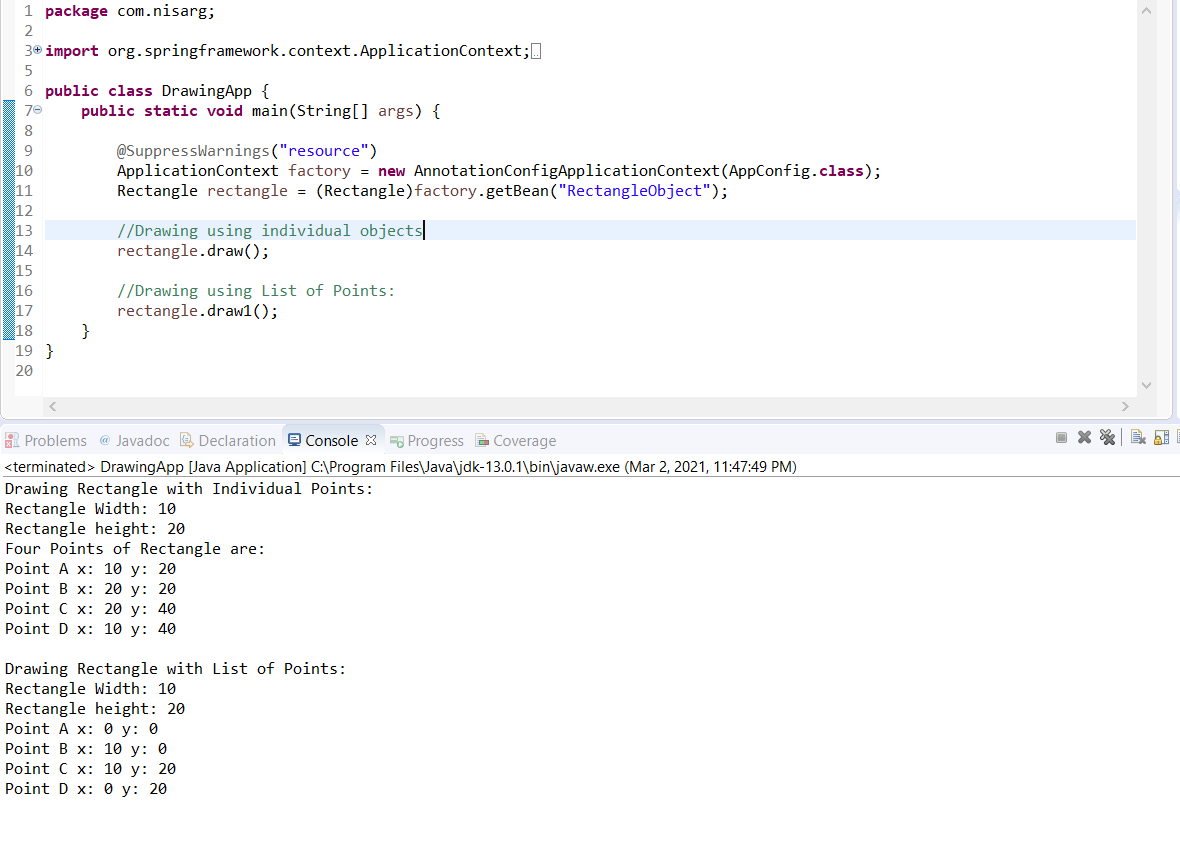 1 package com.nisarg;
2
3 import org.springframework.context.ApplicationContext;
5
6 public class DrawingApp {
7     public static void main(String[] args) {
8
9         @SuppressWarnings("resource")
10         ApplicationContext factory = new AnnotationConfigApplicationContext(AppConfig.class);
11         Rectangle rectangle = (Rectangle)factory.getBean("RectangleObject");
12
13         //Drawing using individual objects
14         rectangle.draw();
15
16         //Drawing using List of Points:
17         rectangle.draw1();
18     }
19 }
20
Problems @ Javadoc Declaration Console Progress Coverage
<terminated> DrawingApp [Java Application] C:\Program Files\Java\jdk-13.0.1\bin\javaw.exe (Mar 2, 2021, 11:47:49 PM)
Drawing Rectangle with Individual Points:
Rectangle Width: 10
Rectangle height: 20
Four Points of Rectangle are:
Point A x: 10 y: 20
Point B x: 20 y: 20
Point C x: 20 y: 40
Point D x: 10 y: 40

Drawing Rectangle with List of Points:
Rectangle Width: 10
Rectangle height: 20
Point A x: 0 y: 0
Point B x: 10 y: 0
Point C x: 10 y: 20
Point D x: 0 y: 20